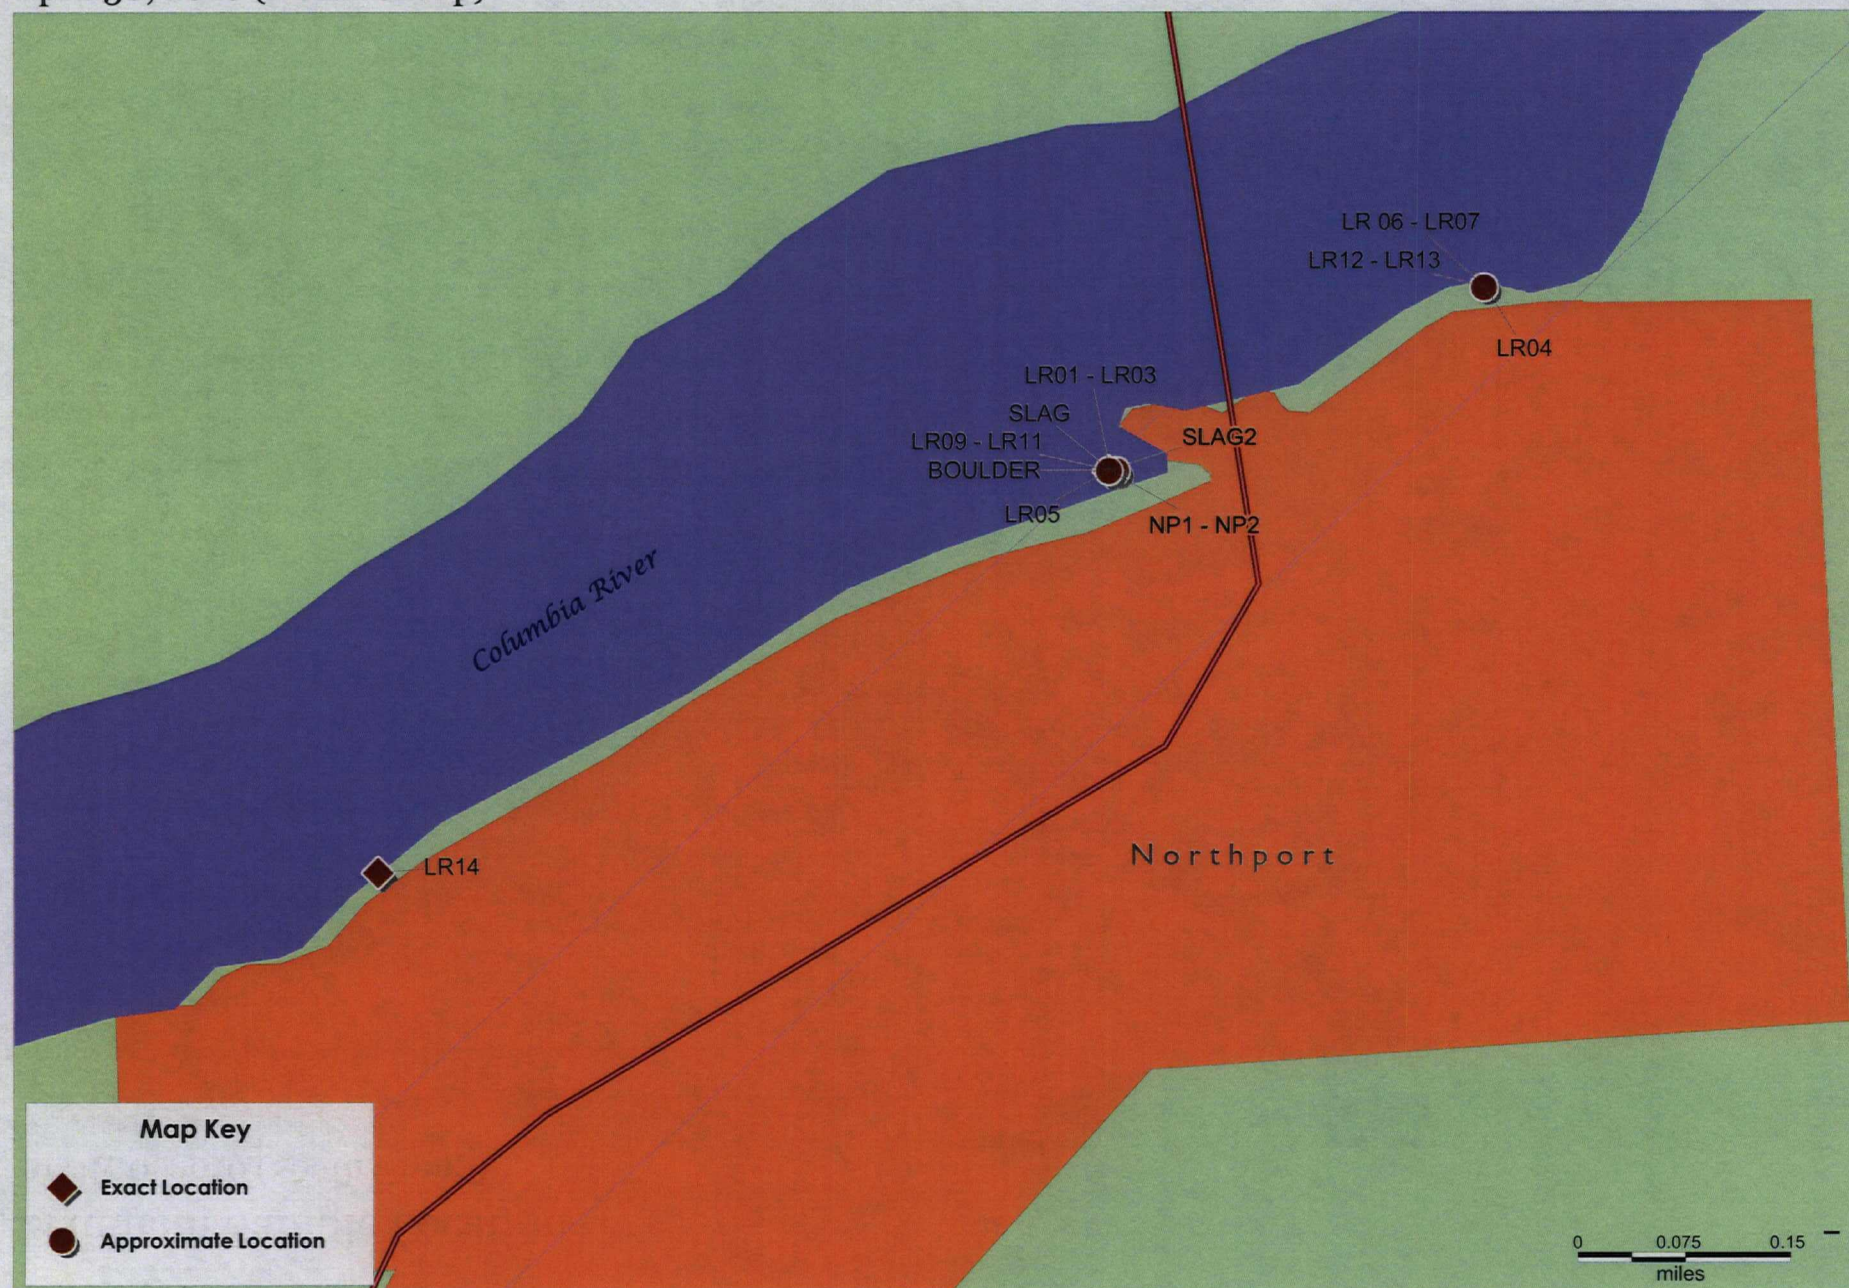 LR 06 - LR07
LR12 - LR13
LR04
LR01 - LR03
SLAG
LR09 - LR11
BOULDER
LR05
SLAG2
NP1 - NP2
Columbia River
LR14
Northport
Map Key
Exact Location
Approximate Location
0 0.075 0.15
miles